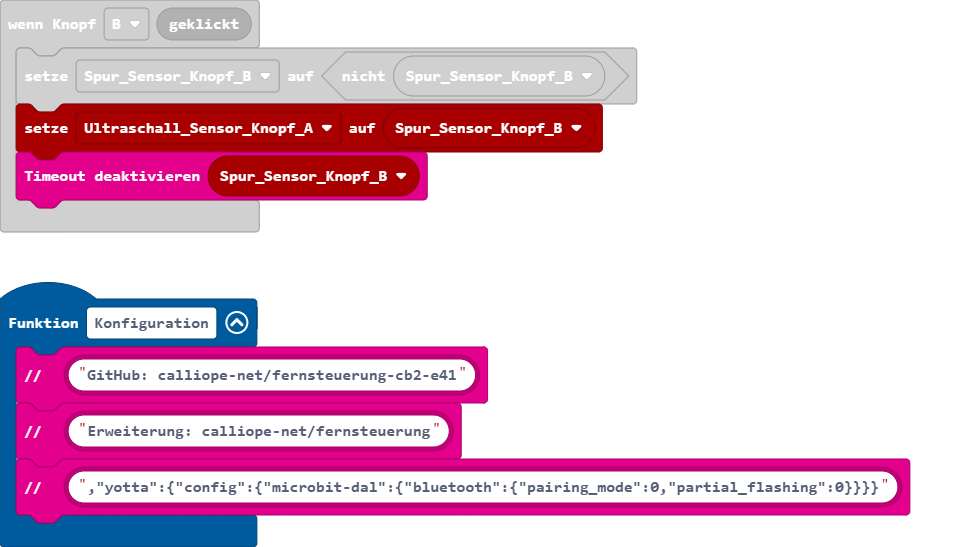 wenn Knopf B geklickt
setze Spur_Sensor_Knopf_B auf nicht Spur_Sensor_Knopf_B
setze Ultraschall_Sensor_Knopf_A auf Spur_Sensor_Knopf_B
Timeout deaktivieren Spur_Sensor_Knopf_B
Funktion Konfiguration
// "GitHub: calliope-net/fernsteuerung-cb2-e41"
// "Erweiterung: calliope-net/fernsteuerung"
// ","yotta":{"config":{"microbit-dal":{"bluetooth":{"pairing_mode":0,"partial_flashing":0}}}}"